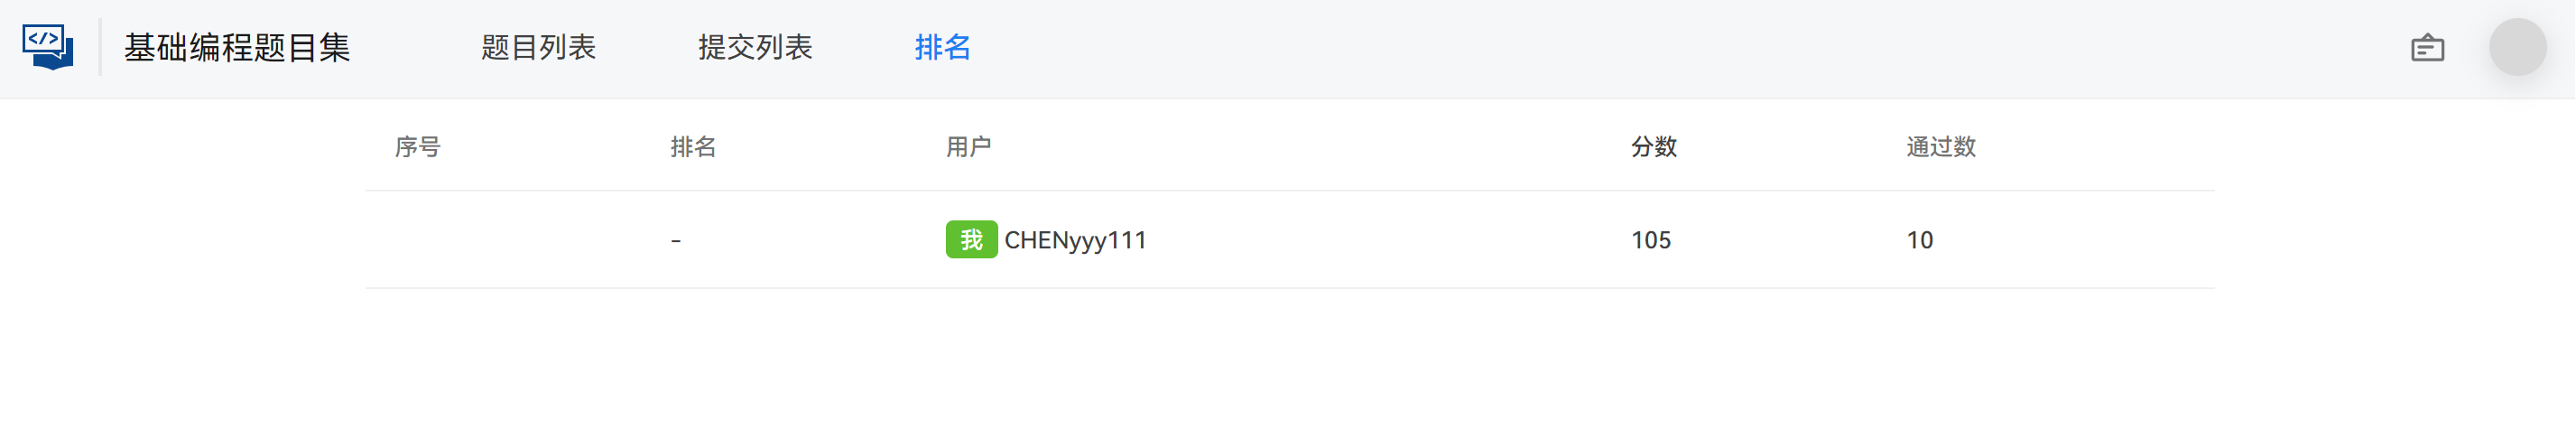 基础编程题目集 题目列表 提交列表 排名
序号 排名 用户 分数 通过数
- 我 CHENyyy111 105 10